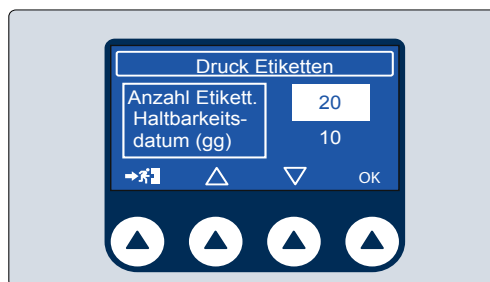 Druck Etiketten
Anzahl Etikett. 20
Haltbarkeits-
datum (gg) 10
OK